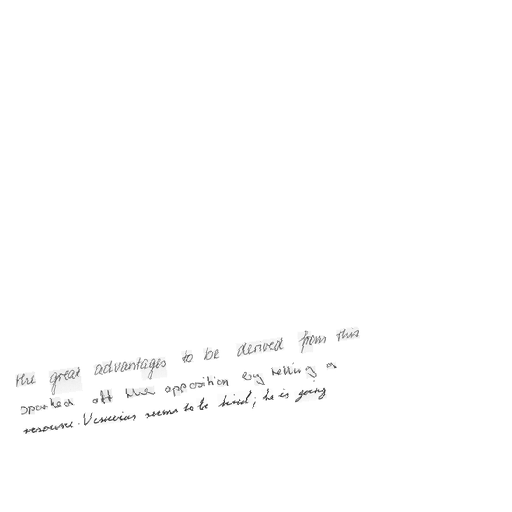 the great advantages to be derived from this
sparked off the opposition by telling a
resource. Vesuvius seems to be tired; he is going